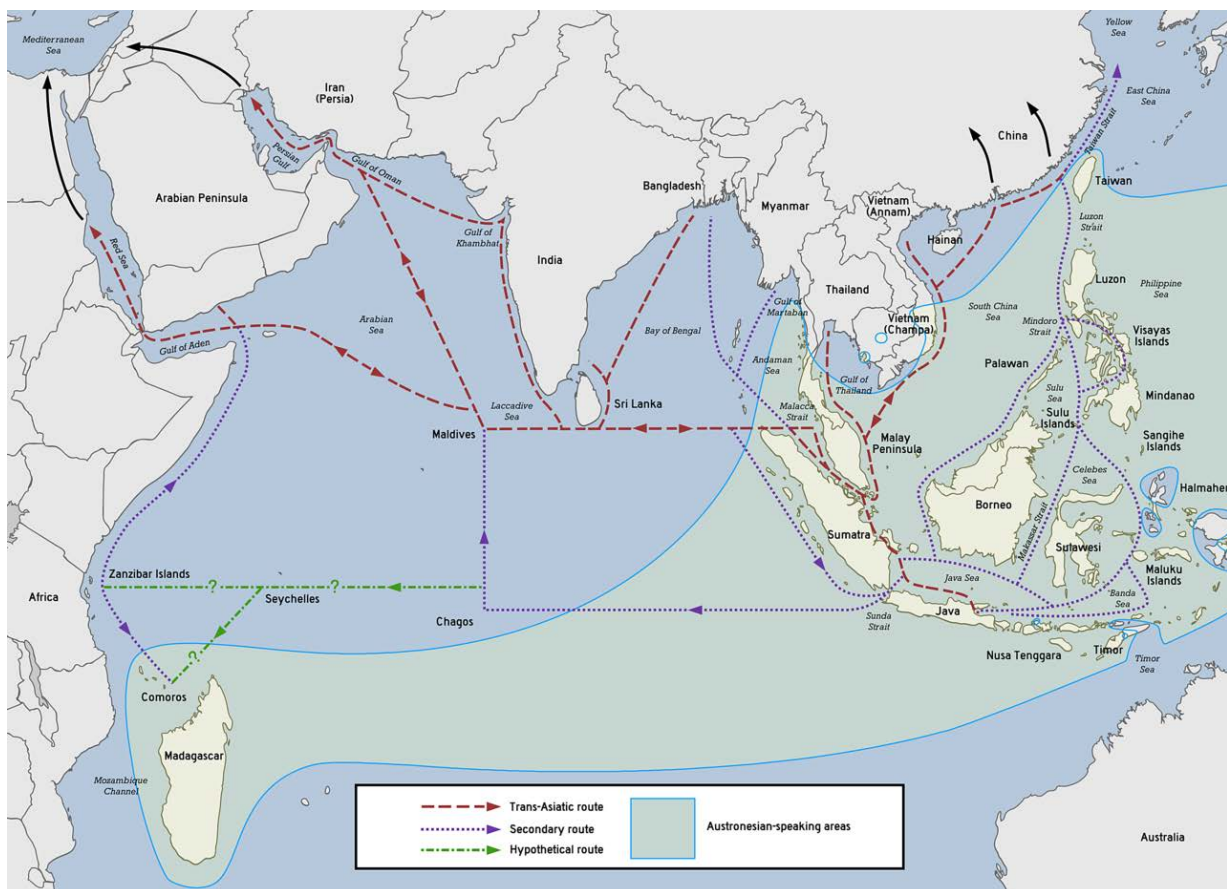 Mediterranean
Sea
Yellow
Sea
Iran
(Persia)
East China
Sea
Persian
Gulf
Gulf of Oman
China
Taiwan Strait
Arabian Peninsula
Bangladesh
Taiwan
Myanmar
Vietnam
(Annam)
Luzon
Strait
Red Sea
Gulf of
Khambhat
Hainan
India
Thailand
Luzon
Philippine
Sea
Gulf of
Martaban
South China
Sea
Arabian
Sea
Bay of Bengal
Vietnam
(Champa)
Mindoro
Strait
Visayas
Islands
Gulf of Aden
Andaman
Sea
Gulf of
Thailand
Palawan
Sulu
Sea
Mindanao
Laccadive
Sea
Sri Lanka
Malacca
Strait
Sulu
Islands
Maldives
Malay
Peninsula
Sangihe
Islands
Celebes
Sea
Halmahera
Borneo
Sumatra
Makassar Strait
Sulawesi
Zanzibar Islands
?
?
Maluku
Islands
Africa
Seychelles
Java Sea
Banda
Sea
Chagos
Sunda
Strait
Java
?
Nusa Tenggara
Timor
Timor
Sea
Comoros
Madagascar
Mozambique
Channel
Trans-Asiatic route
Secondary route
Hypothetical route
Austronesian-speaking areas
Australia